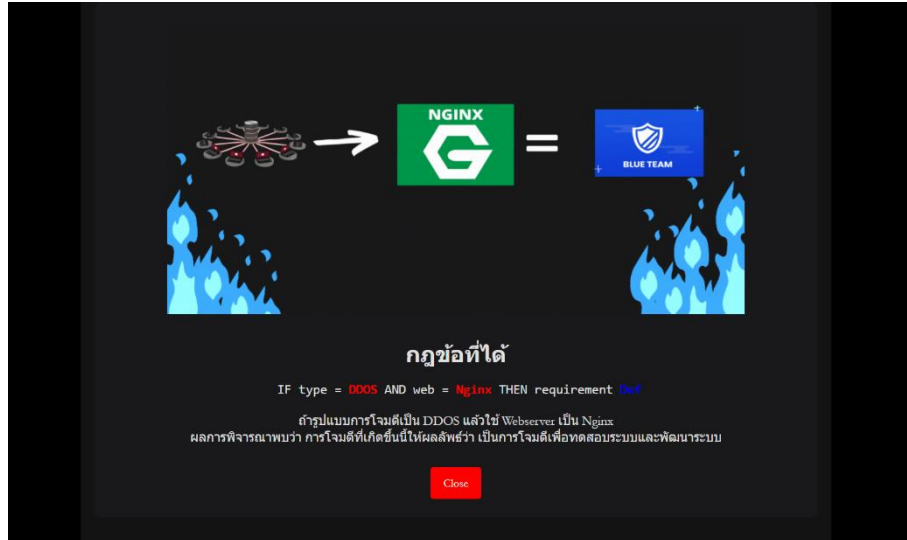 NGINX
G
=
BLUE TEAM
กฎข้อที่ได้
IF type = DDOS AND web = Nginx THEN requirement Def
ถ้ารูปแบบการโจมตีเป็น DDOS แล้วใช้ Webserver เป็น Nginx
ผลการพิจารณาพบว่า การโจมตีที่เกิดขึ้นนี้ให้ผลลัพธ์ว่า เป็นการโจมตีเพื่อทดสอบระบบและพัฒนาระบบ
Close